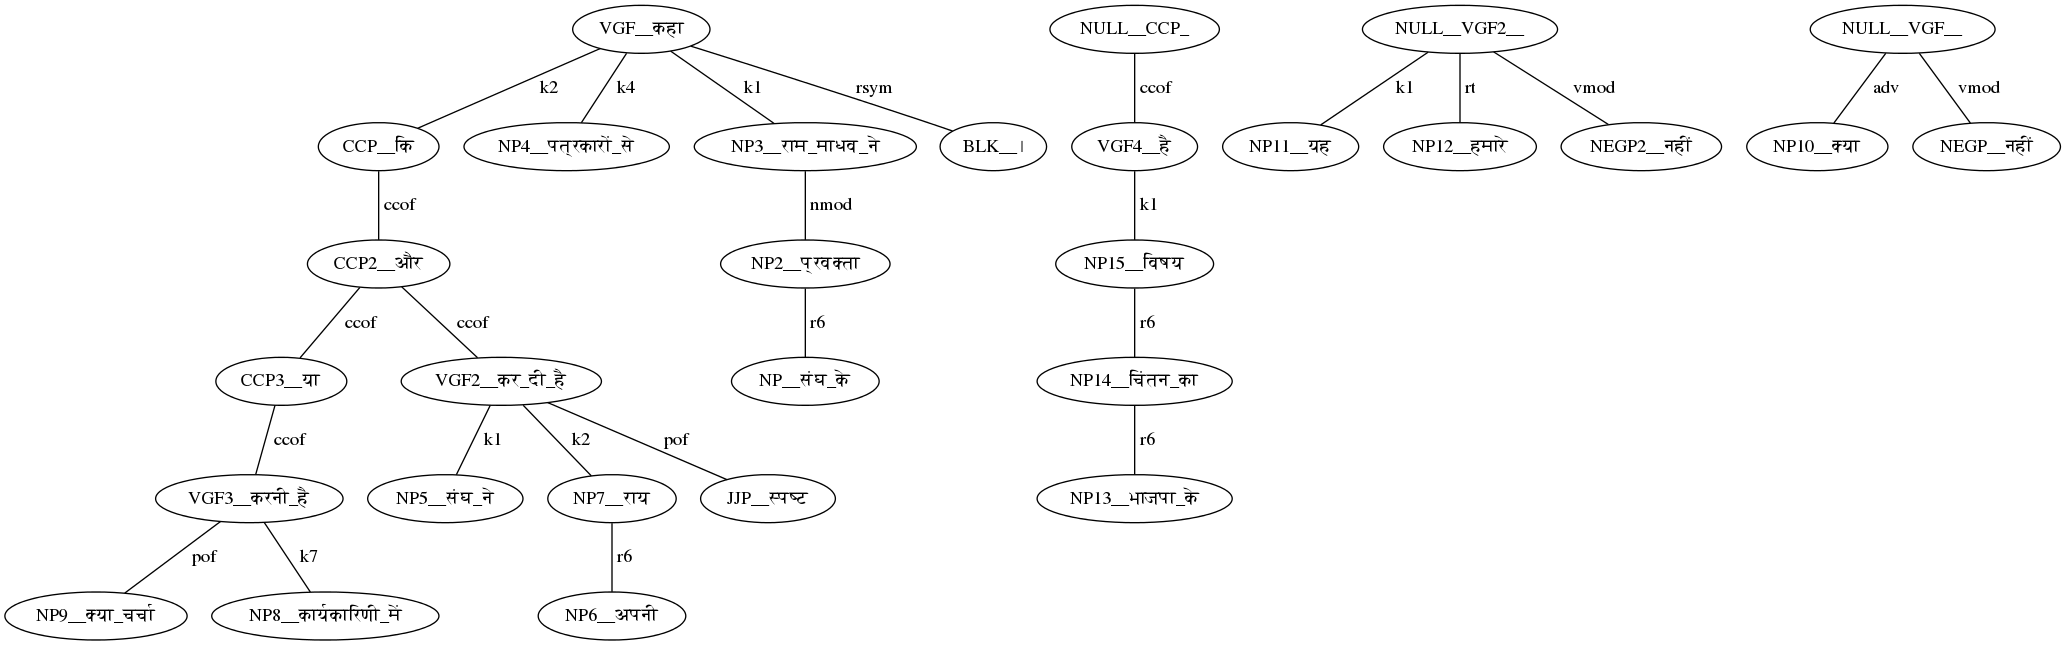 VGF__कहा NULL__CCP_ NULL__VGF2__ NULL__VGF__
k2 k4 k1 rsym ccof k1 rt vmod adv vmod
CCP__कि NP4__पत्रकारों_से NP3__राम_माधव_ने BLK__। VGF4__है NP11__यह NP12__हमारे NEGP2__नहीं NP10__क्या NEGP__नहीं
ccof nmod k1
CCP2__और NP2__प्रवक्ता NP15__विषय
ccof ccof r6 r6
CCP3__या VGF2__कर_दी_है NP__संघ_के NP14__चिंतन_का
ccof k1 k2 pof r6
VGF3__करनी_है NP5__संघ_ने NP7__राय JJP__स्पष्ट NP13__भाजपा_के
pof k7 r6
NP9__क्या_चर्चा NP8__कार्यकारिणी_में NP6__अपनी